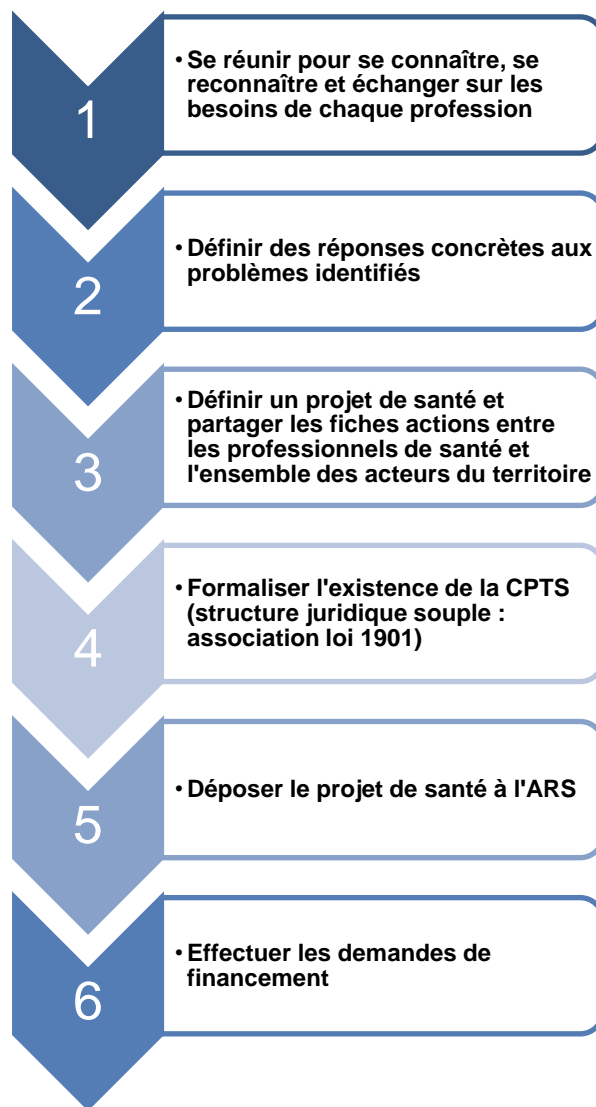 1
• Se réunir pour se connaître, se
reconnaître et échanger sur les
besoins de chaque profession
2
• Définir des réponses concrètes aux
problèmes identifiés
3
• Définir un projet de santé et
partager les fiches actions entre
les professionnels de santé et
l'ensemble des acteurs du territoire
4
• Formaliser l'existence de la CPTS
(structure juridique souple :
association loi 1901)
5
• Déposer le projet de santé à l'ARS
6
• Effectuer les demandes de
financement